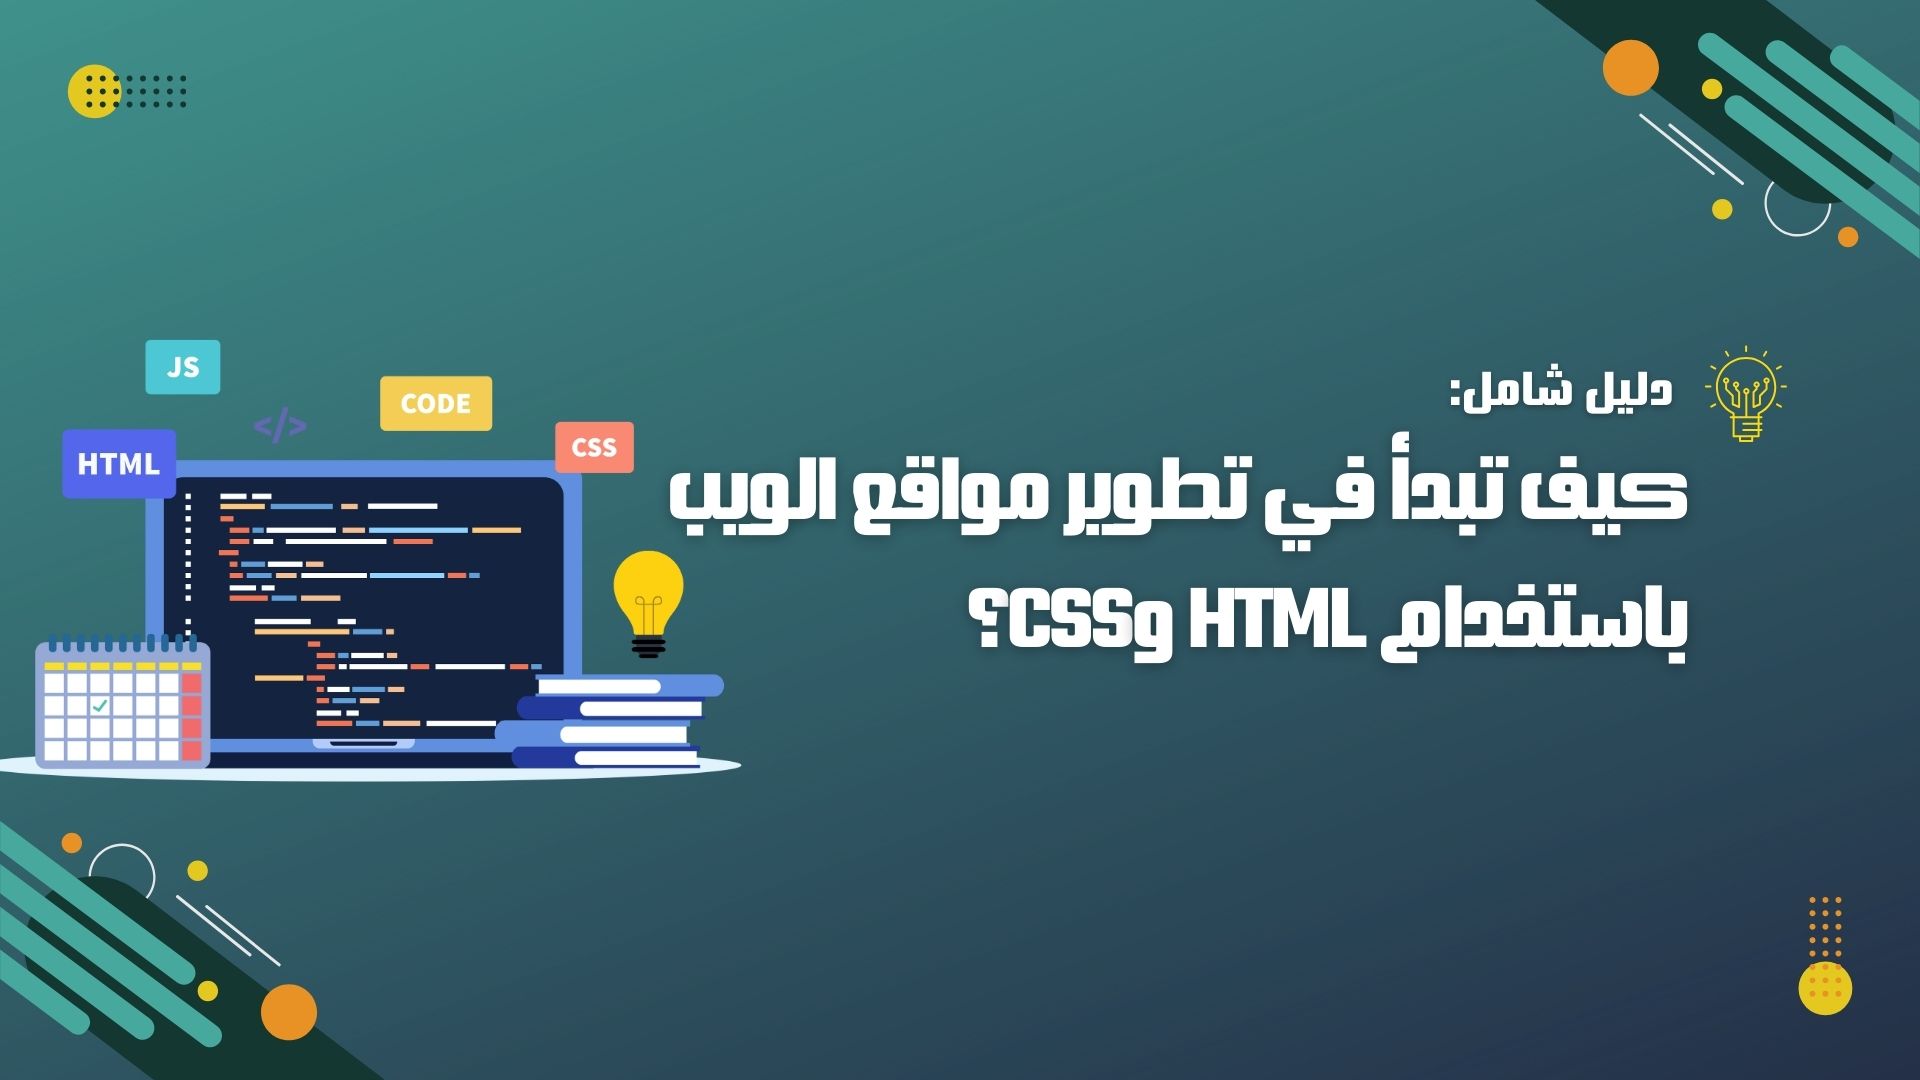 دليل شامل:
كيف تبدأ في تطوير مواقع الويب
باستخدام HTML وCSS؟
JS
</>
CODE
CSS
HTML